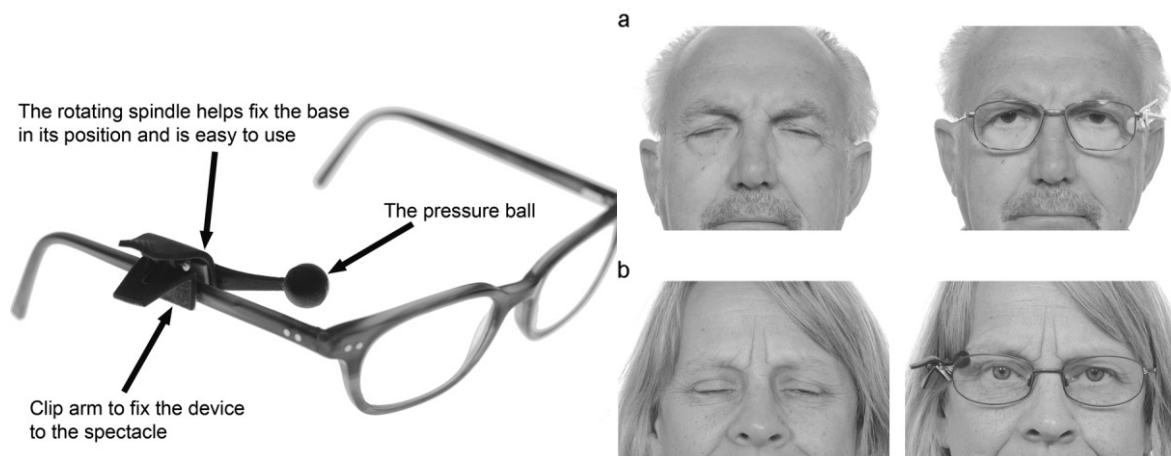 The rotating spindle helps fix the base
in its position and is easy to use
The pressure ball
Clip arm to fix the device
to the spectacle
a
b